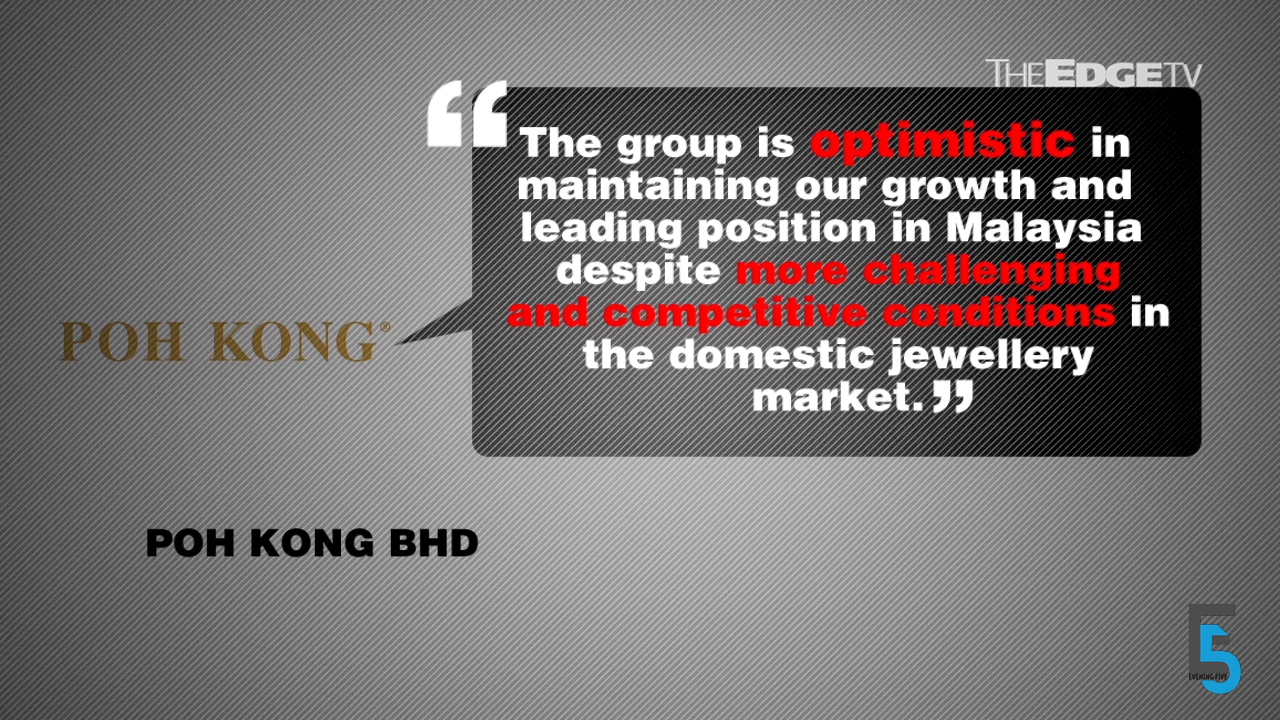 THEEDGETV
“The group is optimistic in
maintaining our growth and
leading position in Malaysia
despite more challenging
and competitive conditions in
the domestic jewellery
market.”
POH KONG®
POH KONG BHD
E5
EVENING FIVE